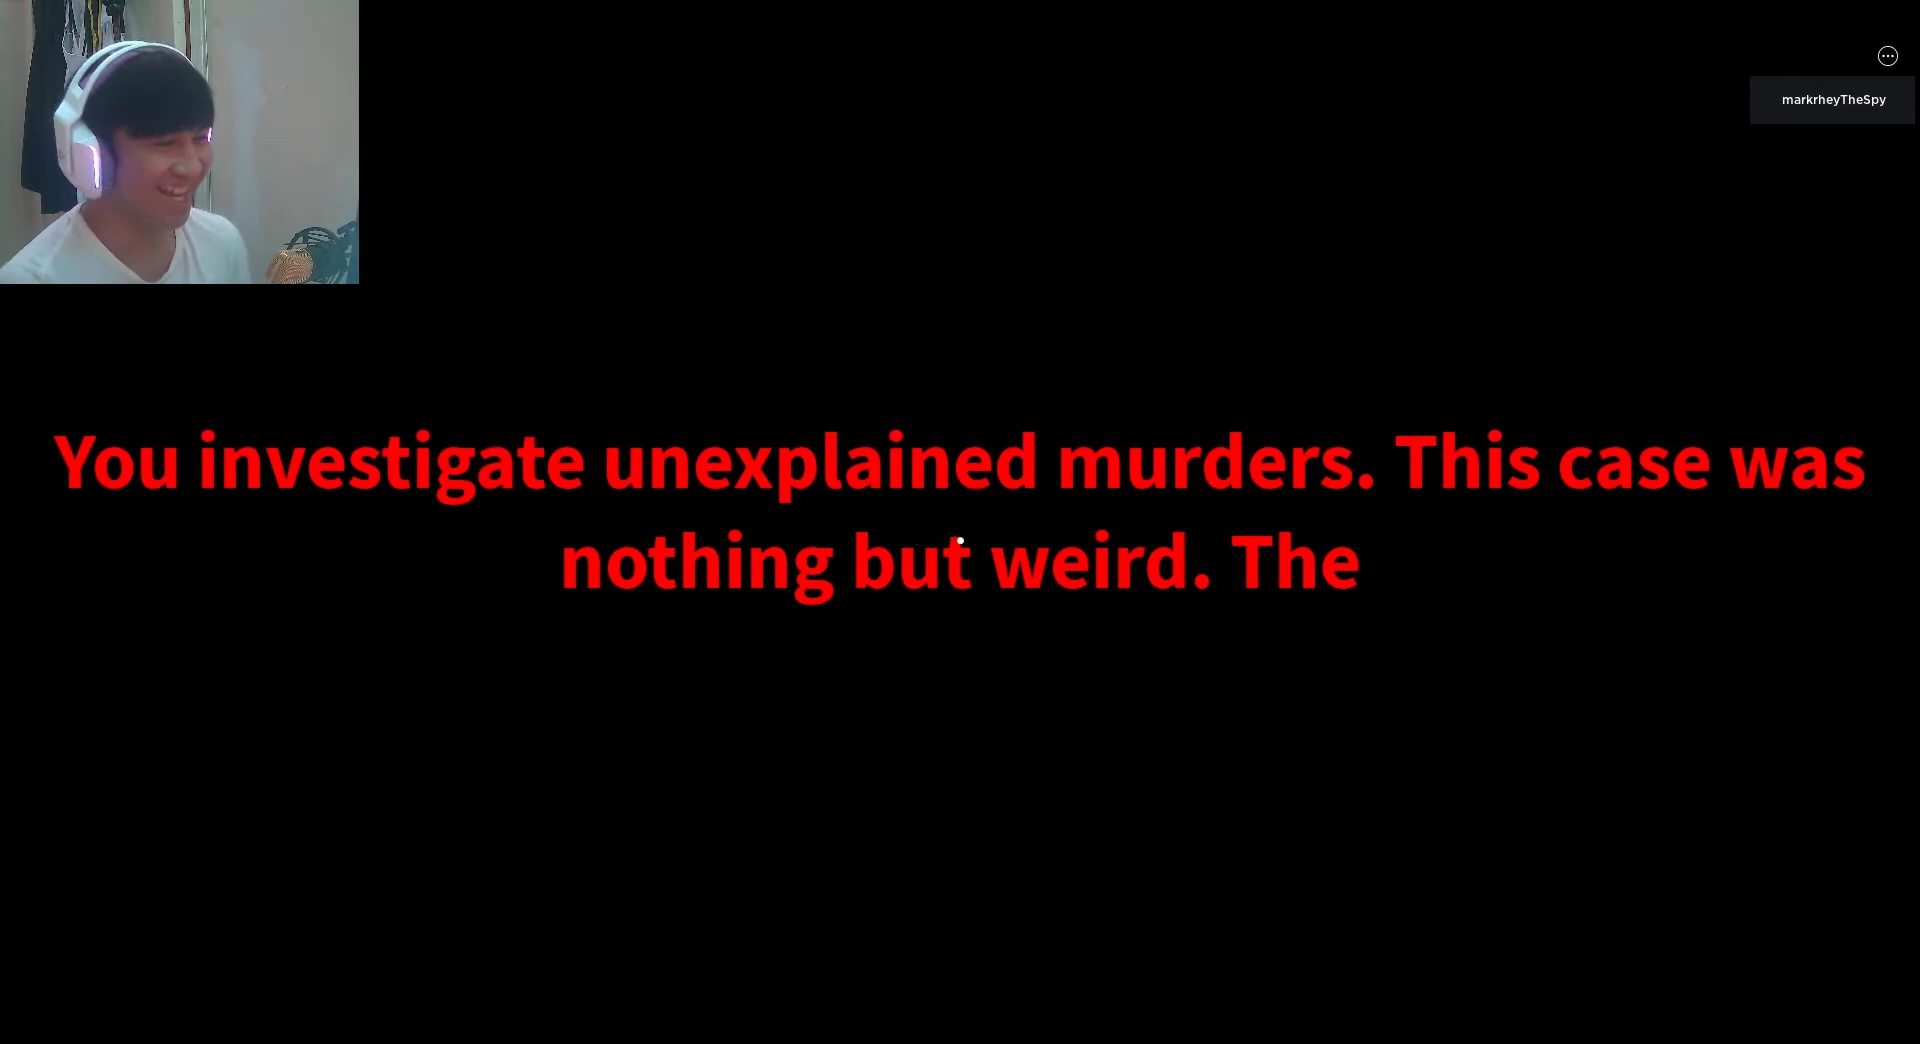 markrheyTheSpy
You investigate unexplained murders. This case was
nothing but weird. The